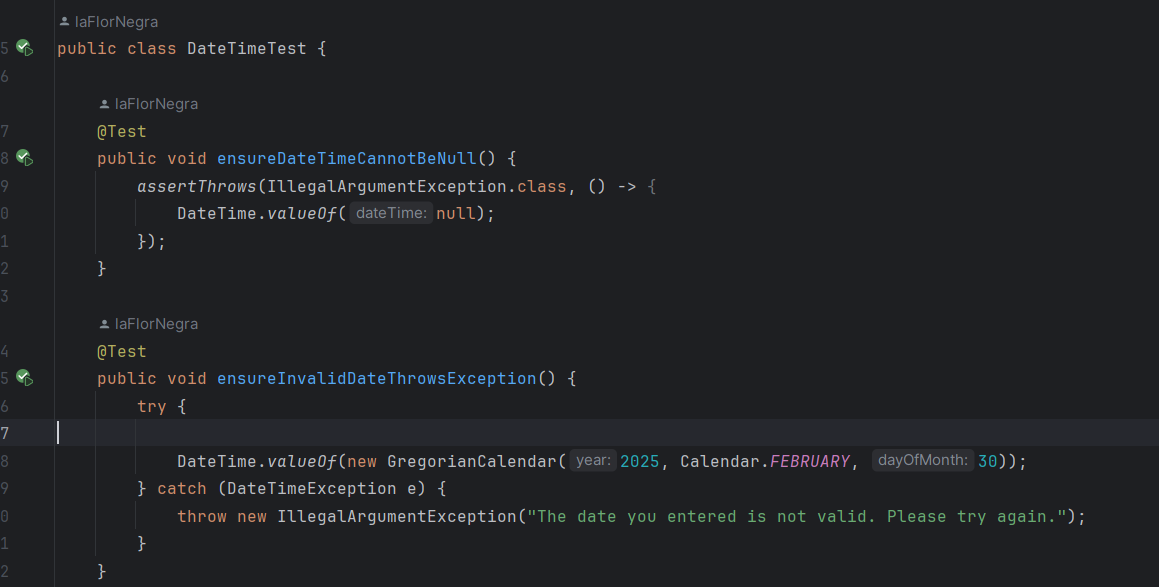 laFlorNegra
5 public class DateTimeTest {
6
laFlorNegra
7 @Test
8 public void ensureDateTimeCannotBeNull() {
9 assertThrows(IllegalArgumentException.class, () -> {
0 DateTime.valueOf( dateTime: null);
1 });
2 }
3
laFlorNegra
4 @Test
5 public void ensureInvalidDateThrowsException() {
6 try {
7
8 DateTime.valueOf(new GregorianCalendar( year: 2025, Calendar.FEBRUARY, dayOfMonth: 30));
9 } catch (DateTimeException e) {
0 throw new IllegalArgumentException("The date you entered is not valid. Please try again.");
1 }
2 }